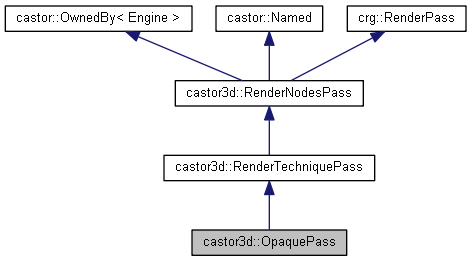 castor::OwnedBy< Engine >
castor::Named
crg::RenderPass
castor3d::RenderNodesPass
castor3d::RenderTechniquePass
castor3d::OpaquePass